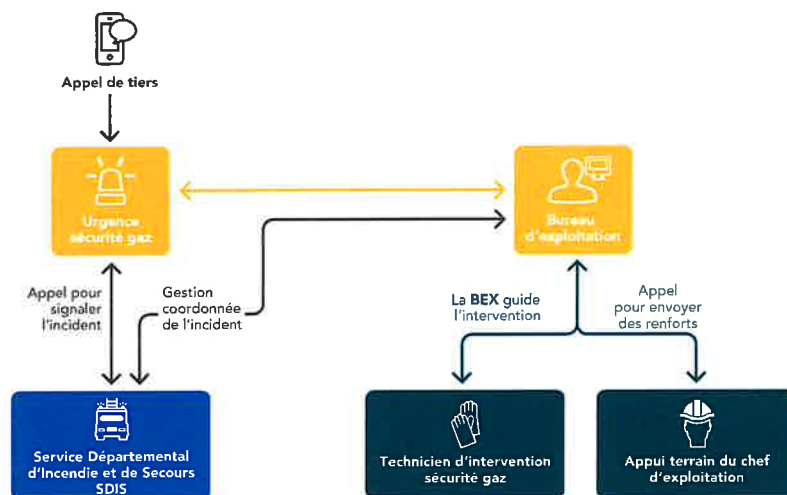 Appel de tiers
Urgence
sécurité gaz
Bureau
d'exploitation
Appel pour
signaler
l'incident
Gestion
coordonnée
de l'incident
La BEX guide
l'intervention
Appel
pour envoyer
des renforts
Service Départemental
d'Incendie et de Secours
SDIS
Technicien d'intervention
sécurité gaz
Appui terrain du chef
d'exploitation